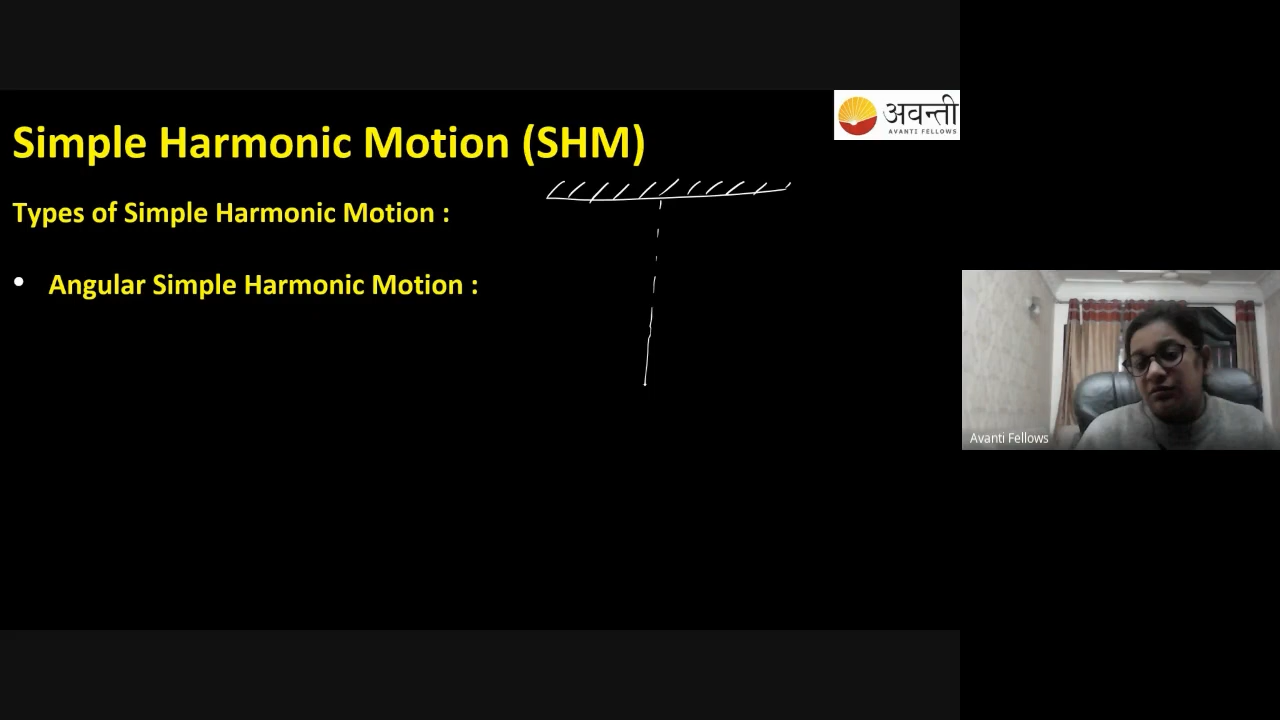 अवन्ती
AVANTI FELLOWS
Simple Harmonic Motion (SHM)
Types of Simple Harmonic Motion :
• Angular Simple Harmonic Motion :
Avanti Fellows